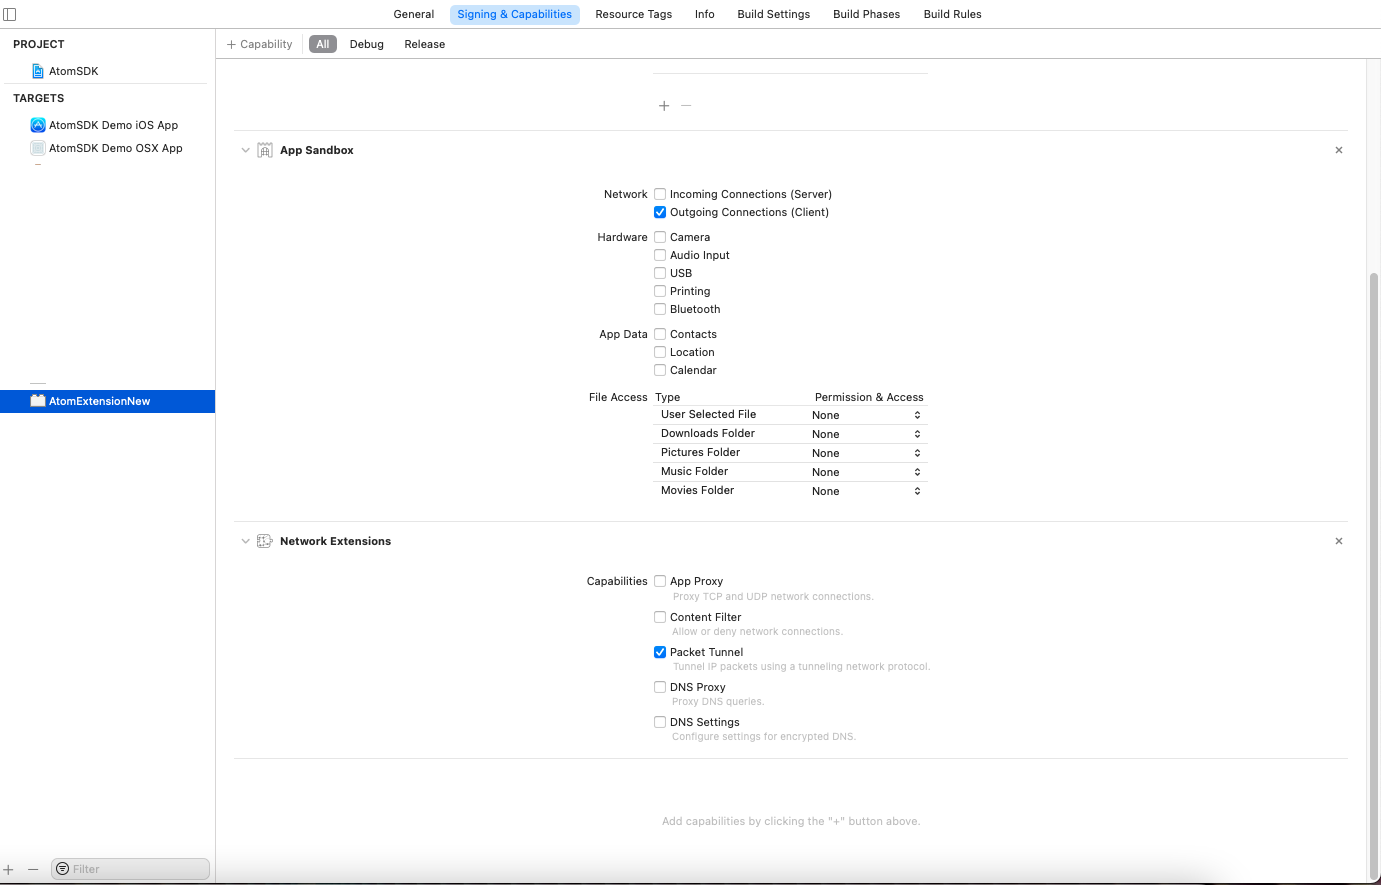 General Signing & Capabilities Resource Tags Info Build Settings Build Phases Build Rules
PROJECT
AtomSDK
TARGETS
AtomSDK Demo iOS App
AtomSDK Demo OSX App
AtomExtensionNew
Filter
+ Capability All Debug Release
App Sandbox
Network Incoming Connections (Server)
Outgoing Connections (Client)
Hardware Camera
Audio Input
USB
Printing
Bluetooth
App Data Contacts
Location
Calendar
File Access Type Permission & Access
User Selected File None
Downloads Folder None
Pictures Folder None
Music Folder None
Movies Folder None
Network Extensions
Capabilities App Proxy
Proxy TCP and UDP network connections.
Content Filter
Allow or deny network connections.
Packet Tunnel
Tunnel IP packets using a tunneling network protocol.
DNS Proxy
Proxy DNS queries.
DNS Settings
Configure settings for encrypted DNS.
Add capabilities by clicking the "+" button above.